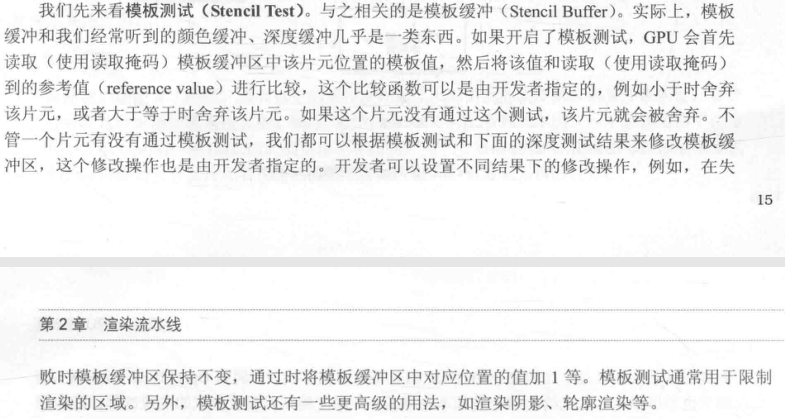 我们先来看模板测试（Stencil Test）。与之相关的是模板缓冲（Stencil Buffer）。实际上，模板
缓冲和我们经常听到的颜色缓冲、深度缓冲几乎是一类东西。如果开启了模板测试，GPU 会首先
读取（使用读取掩码）模板缓冲区中该片元位置的模板值，然后将该值和读取（使用读取掩码）
到的参考值（reference value）进行比较，这个比较函数可以是由开发者指定的，例如小于时舍弃
该片元，或者大于等于时舍弃该片元。如果这个片元没有通过这个测试，该片元就会被舍弃。不
管一个片元有没有通过模板测试，我们都可以根据模板测试和下面的深度测试结果来修改模板缓
冲区，这个修改操作也是由开发者指定的。开发者可以设置不同结果下的修改操作，例如，在失
15
第 2 章 渲染流水线
败时模板缓冲区保持不变，通过时将模板缓冲区中对应位置的值加 1 等。模板测试通常用于限制
渲染的区域。另外，模板测试还有一些更高级的用法，如渲染阴影、轮廓渲染等。